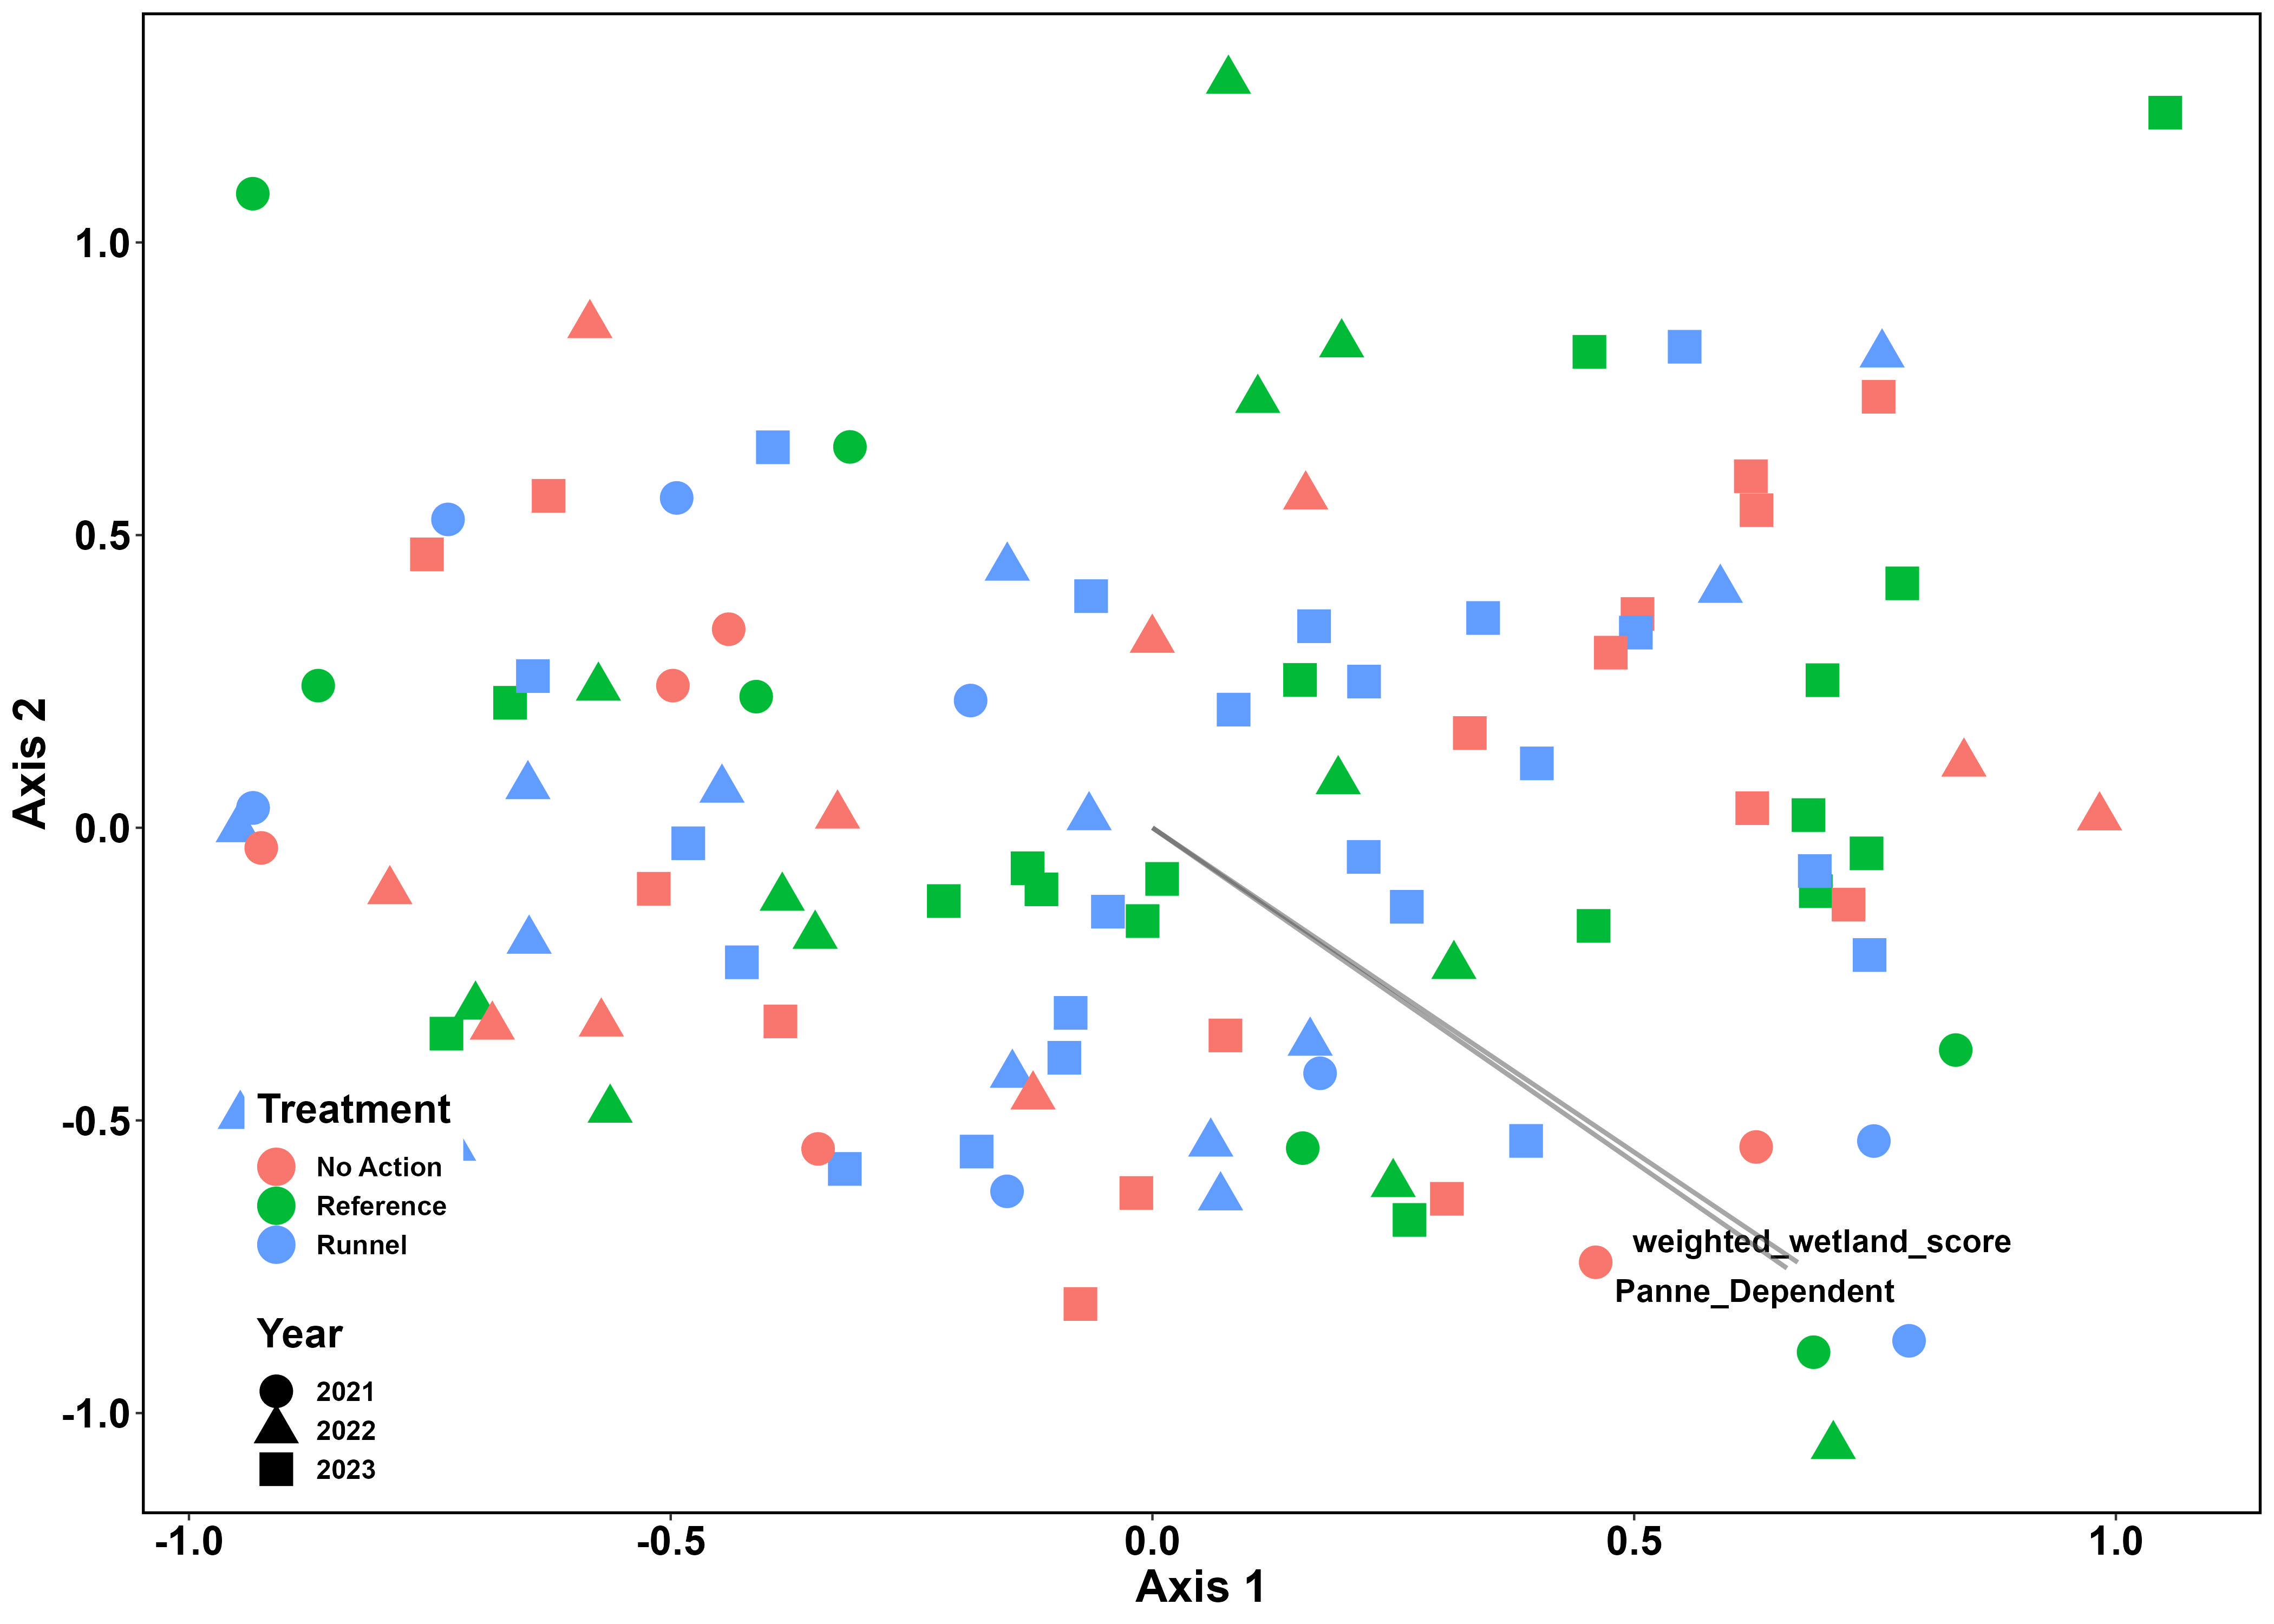 1.0
0.5
0.0
-0.5
-1.0
Axis 2
Treatment
No Action
Reference
Runnel
Year
2021
2022
2023
weighted_wetland_score
Panne_Dependent
-1.0 -0.5 0.0 0.5 1.0
Axis 1